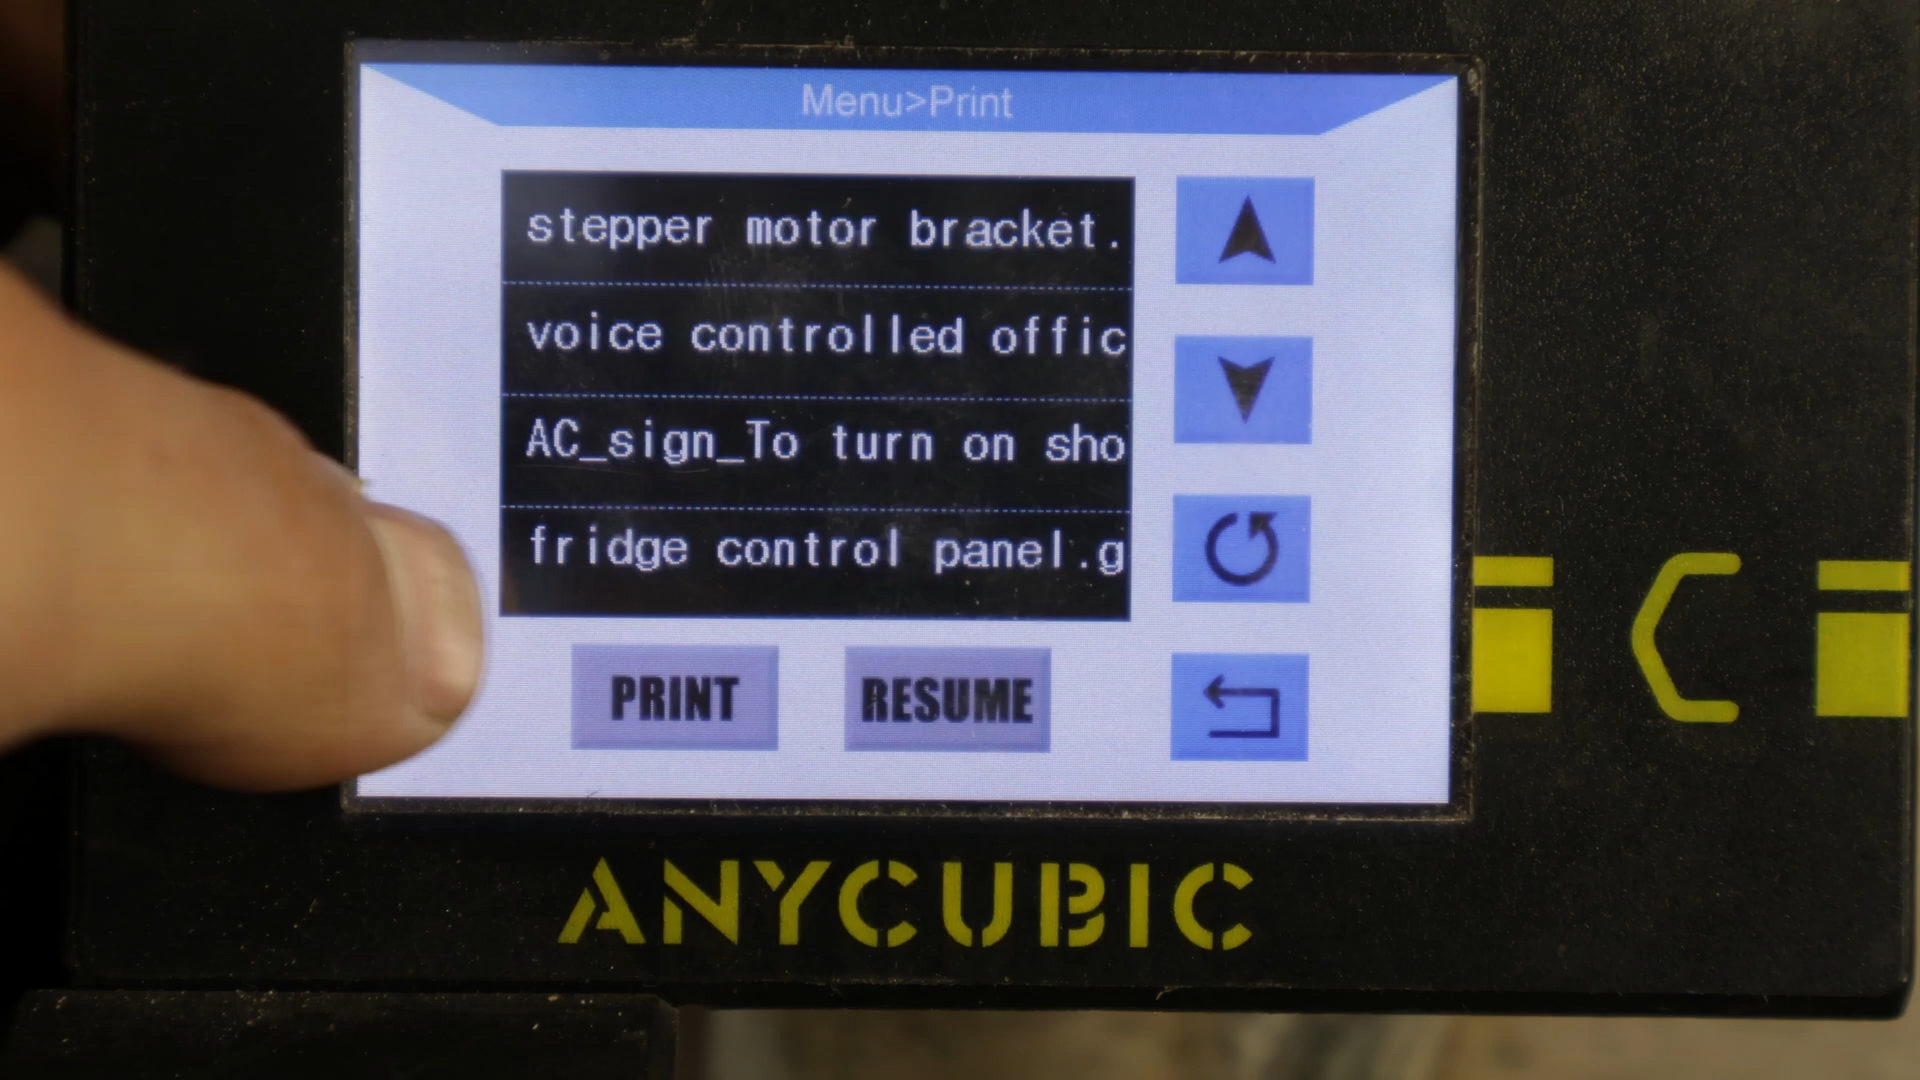 Menu>Print
stepper motor bracket.
voice controlled offic
AC_sign_To turn on sho
fridge control panel.g
PRINT
RESUME
ANYCUBIC